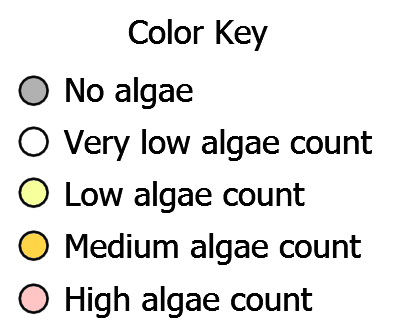 Color Key
No algae
Very low algae count
Low algae count
Medium algae count
High algae count